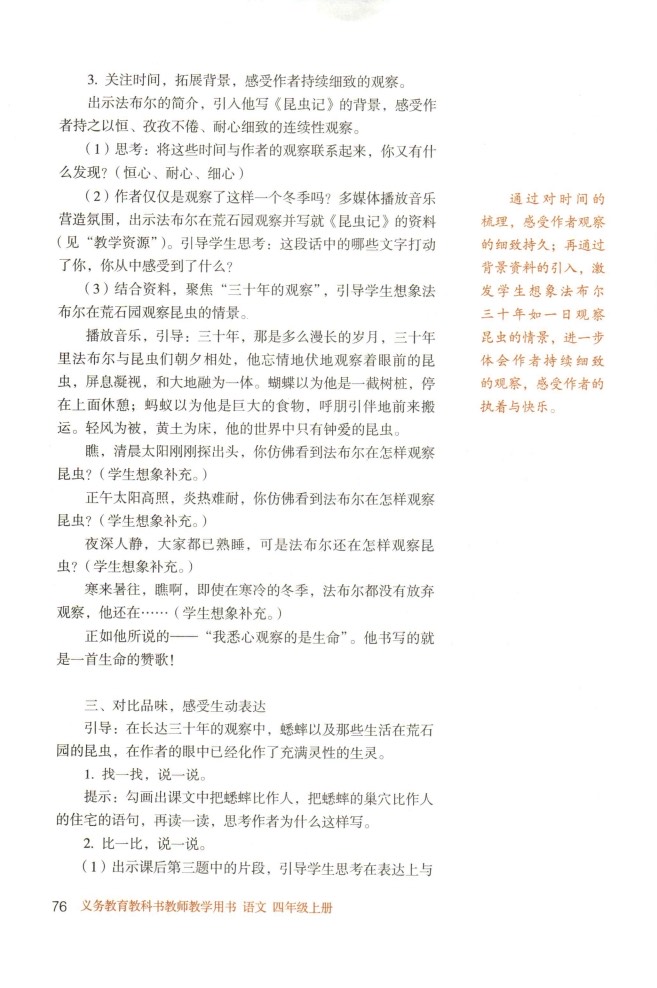 3. 关注时间，拓展背景，感受作者持续细致的观察。
出示法布尔的简介，引入他写《昆虫记》的背景，感受作
者持之以恒、孜孜不倦、耐心细致的连续性观察。
（1）思考：将这些时间与作者的观察联系起来，你又有什
么发现？（恒心、耐心、细心）
（2）作者仅仅是观察了这样一个冬季吗？多媒体播放音乐
营造氛围，出示法布尔在荒石园观察并写就《昆虫记》的资料
（见“教学资源”）。引导学生思考：这段话中的哪些文字打动
了你，你从中感受到了什么？
（3）结合资料，聚焦“三十年的观察”，引导学生想象法
布尔在荒石园观察昆虫的情景。
播放音乐，引导：三十年，那是多么漫长的岁月，三十年
里法布尔与昆虫们朝夕相处，他忘情地伏地观察着眼前的昆
虫，屏息凝视，和大地融为一体。蝴蝶以为他是一截树桩，停
在上面休憩；蚂蚁以为他是巨大的食物，呼朋引伴地前来搬
运。轻风为被，黄土为床，他的世界中只有钟爱的昆虫。
瞧，清晨太阳刚刚探出头，你仿佛看到法布尔在怎样观察
昆虫？（学生想象补充。）
正午太阳高照，炎热难耐，你仿佛看到法布尔在怎样观察
昆虫？（学生想象补充。）
夜深人静，大家都已熟睡，可是法布尔还在怎样观察昆
虫？（学生想象补充。）
寒来暑往，瞧啊，即使在寒冷的冬季，法布尔都没有放弃
观察，他还在……（学生想象补充。）
正如他所说的——“我悉心观察的是生命”。他书写的就
是一首生命的赞歌！
三、对比品味，感受生动表达
引导：在长达三十年的观察中，蟋蟀以及那些生活在荒石
园的昆虫，在作者的眼中已经化作了充满灵性的生灵。
1. 找一找，说一说。
提示：勾画出课文中把蟋蟀比作人，把蟋蟀的巢穴比作人
的住宅的语句，再读一读，思考作者为什么这样写。
2. 比一比，说一说。
（1）出示课后第三题中的片段，引导学生思考在表达上与
通过对时间的
梳理，感受作者观察
的细致持久；再通过
背景资料的引入，激
发学生想象法布尔
三十年如一日观察
昆虫的情景，进一步
体会作者持续细致
的观察，感受作者的
执着与快乐。
76 义务教育教科书教师教学用书 语文 四年级上册